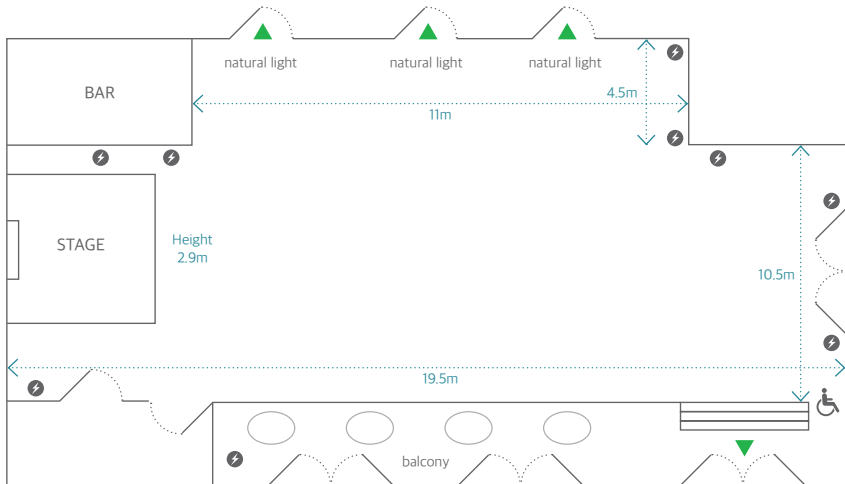 natural light
natural light
natural light
BAR
4.5m
11m
STAGE
Height
2.9m
10.5m
19.5m
balcony